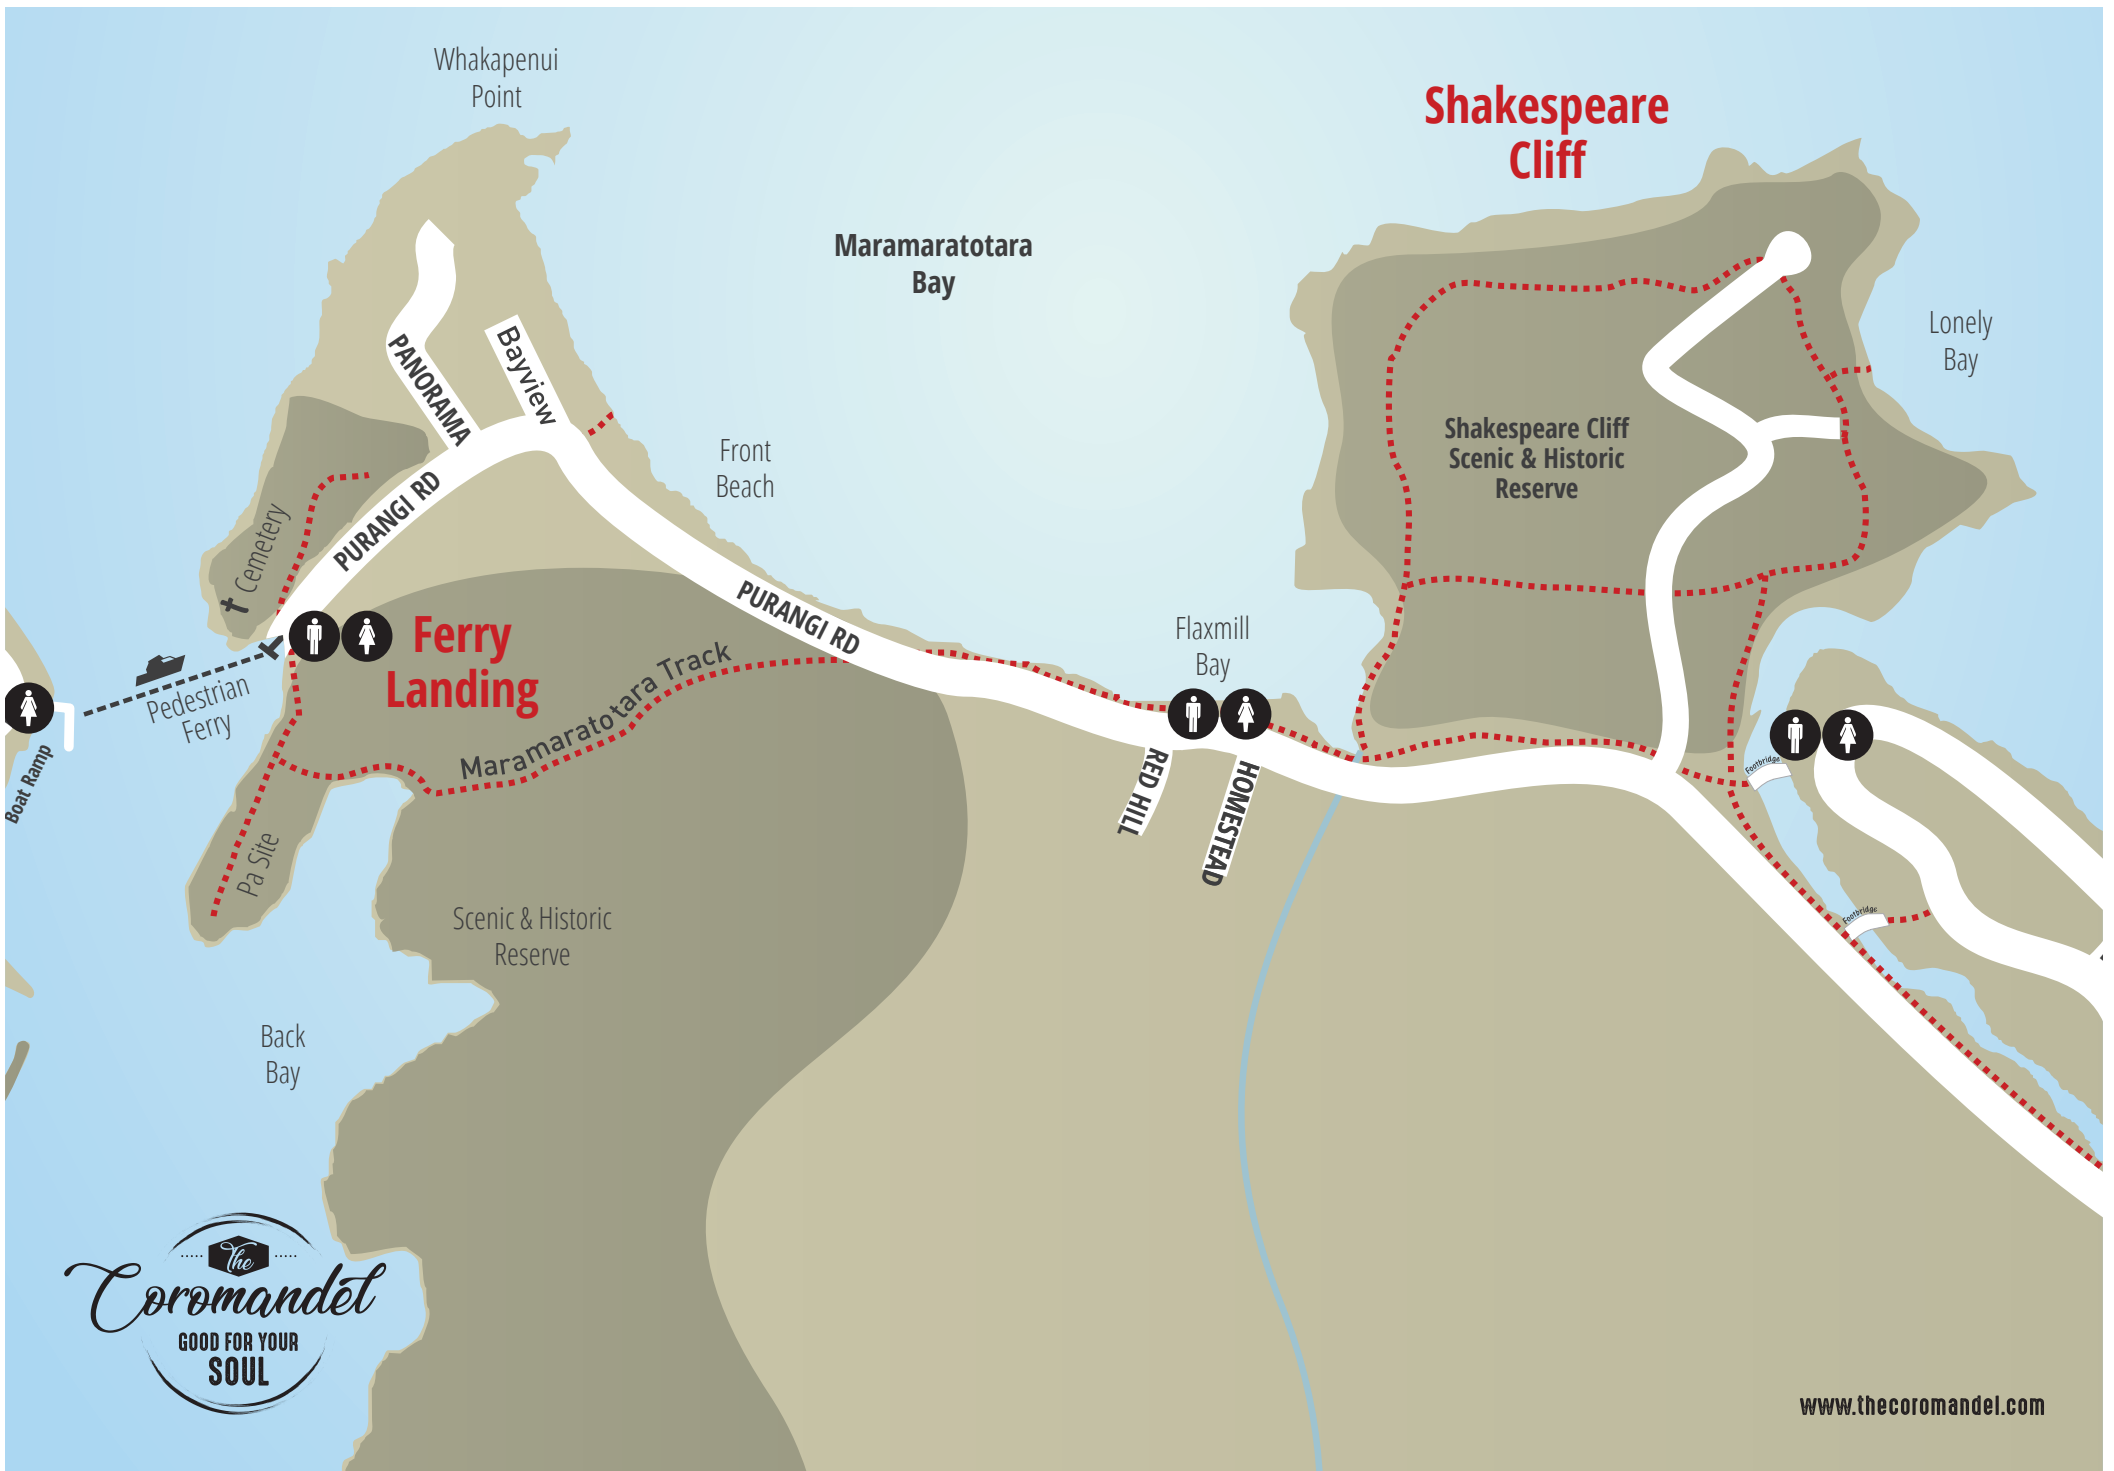 Whakapenui
Point
Shakespeare
Cliff
Maramaratotara
Bay
Lonely
Bay
PANORAMA
Bayview
Front
Beach
Shakespeare Cliff
Scenic & Historic
Reserve
Cemetery
PURANGI RD
PURANGI RD
Ferry
Landing
Maramaratotara Track
Flaxmill
Bay
Pedestrian
Ferry
Boat Ramp
RED HILL
HOMESTEAD
Footbridge
Pa Site
Footbridge
Scenic & Historic
Reserve
Back
Bay
The
Coromandel
GOOD FOR YOUR
SOUL
www.thecoromandel.com